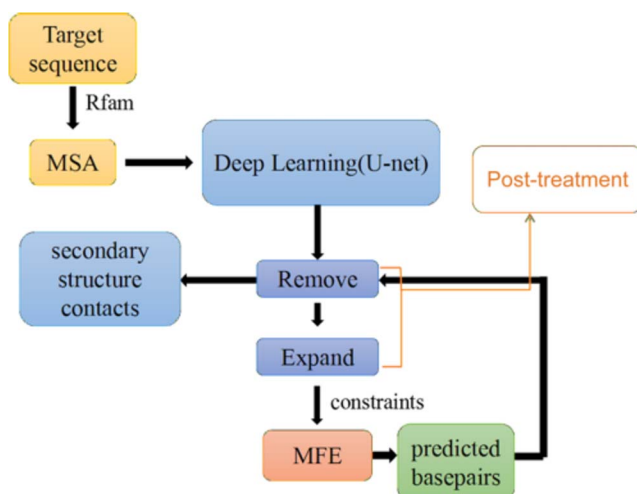 Target
sequence
Rfam
MSA
Deep Learning(U-net)
Post-treatment
secondary
structure
contacts
Remove
Expand
constraints
MFE
predicted
basepairs